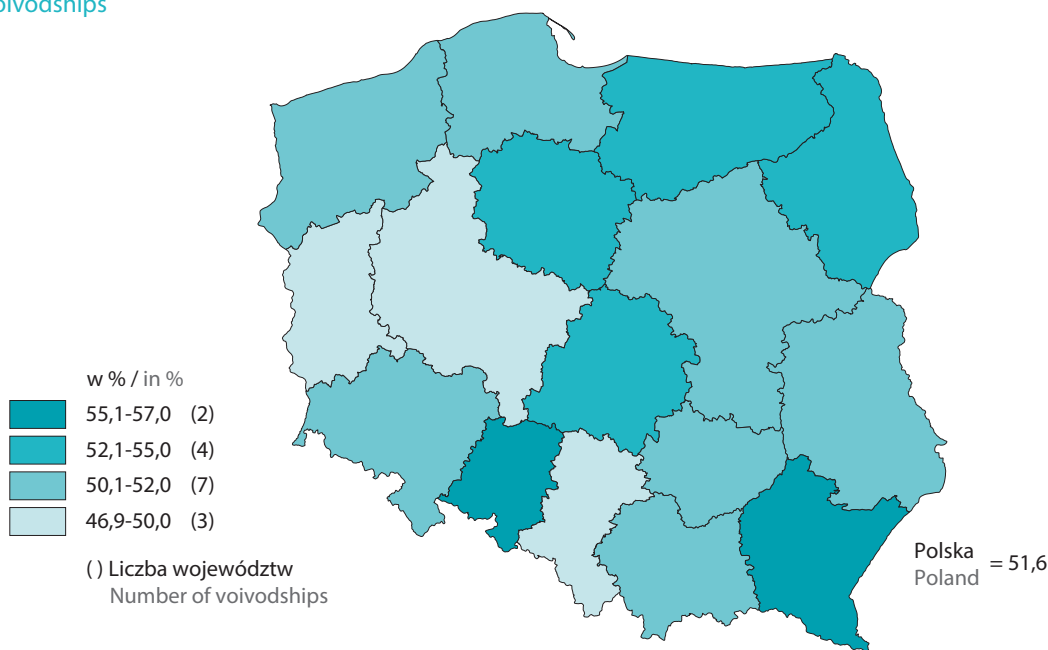 voivodships
w % / in %
55,1-57,0 (2)
52,1-55,0 (4)
50,1-52,0 (7)
46,9-50,0 (3)
( ) Liczba województw
Number of voivodships
Polska
Poland = 51,6